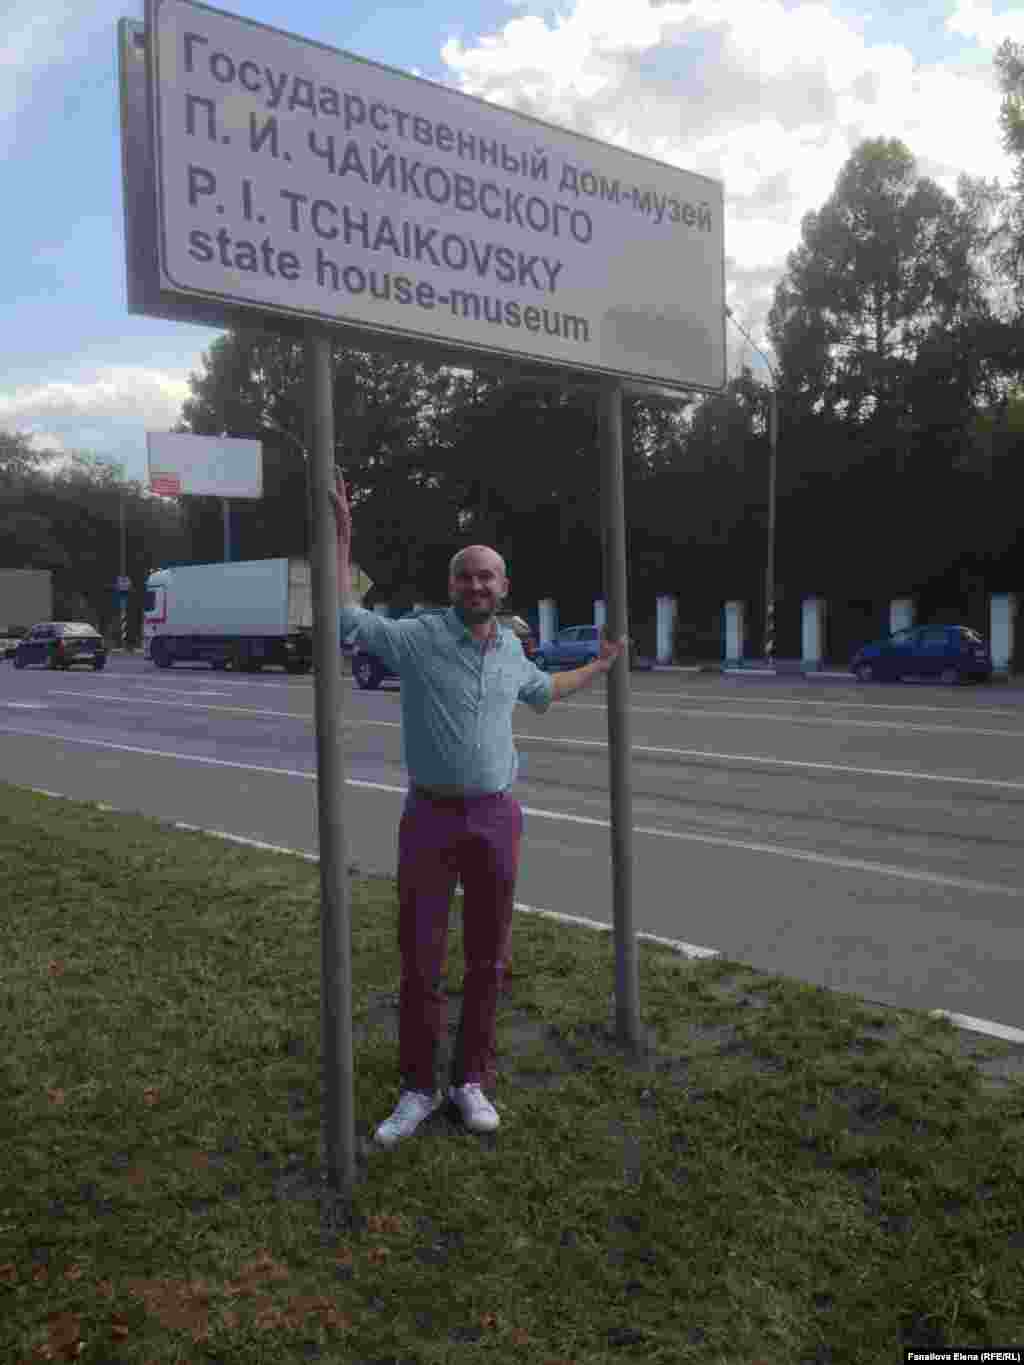 Государственный дом-музей
П. И. ЧАЙКОВСКОГО
P. I. TCHAIKOVSKY
state house-museum
Fanailova Elena (RFE/RL)